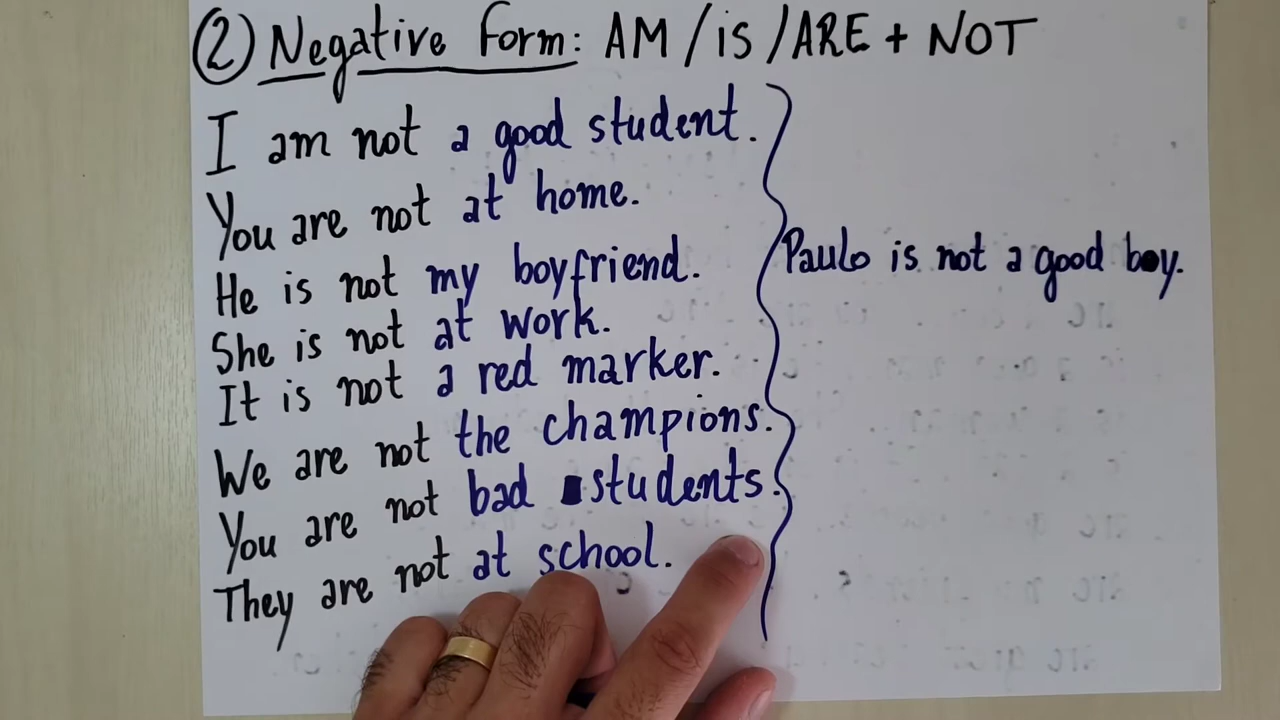 ② Negative form: AM / iS / ARE + NOT
I am not a good student.
You are not at home.
He is not my boyfriend.
She is not at work.
It is not a red marker.
We are not the champions.
You are not bad students.
They are not at school.
Paulo is not a good boy.